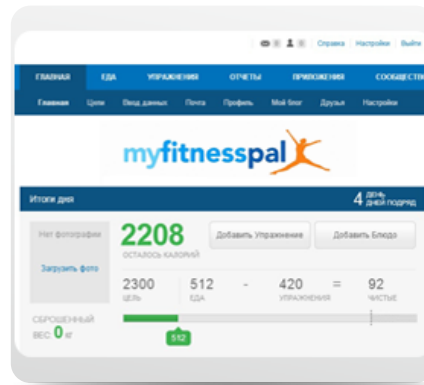 Справка Настройки Выйти
ГЛАВНАЯ ЕДА УПРАЖНЕНИЯ ОТЧЕТЫ ПРИЛОЖЕНИЯ СООБЩЕСТВ
Главная Цели Ввод данных Почта Профиль Мой блог Друзья Настройки
myfitnesspal
Итоги дня 4 ДЕНЬ
ДНЕЙ ПОДРЯД
Нет фотографии 2208 Добавить Упражнение Добавить Блюдо
ОСТАЛОСЬ КАЛОРИЙ
Загрузить фото
2300 512 - 420 = 92
ЦЕЛЬ ЕДА УПРАЖНЕНИЯ ЧИСТЫЕ
СБРОШЕННЫЙ
ВЕС 0 КГ
512